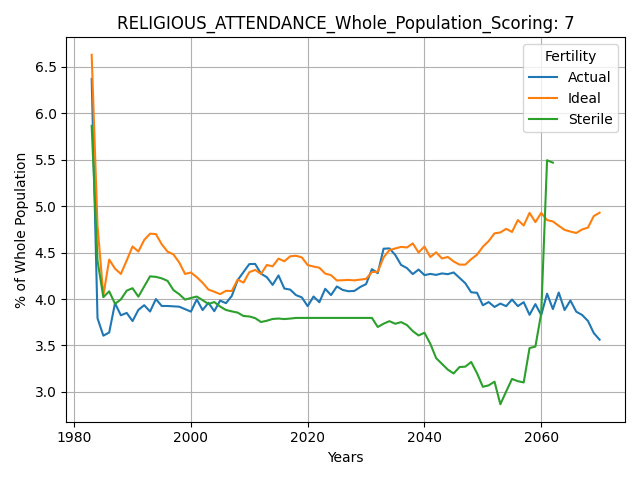 RELIGIOUS_ATTENDANCE_Whole_Population_Scoring: 7
Fertility
Actual
Ideal
Sterile
% of Whole Population
6.5
6.0
5.5
5.0
4.5
4.0
3.5
3.0
1980 2000 2020 2040 2060
Years